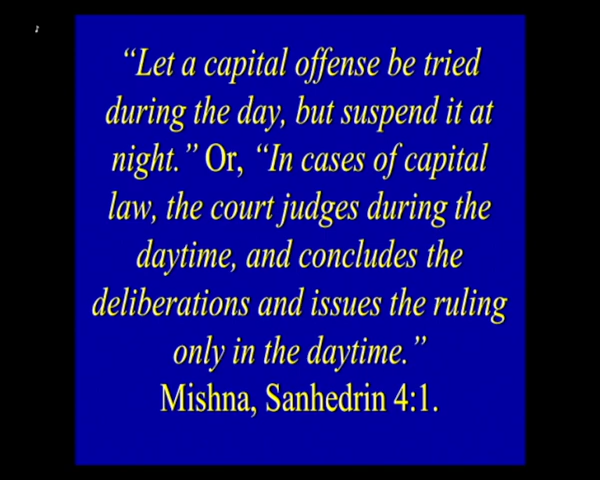 “Let a capital offense be tried
during the day, but suspend it at
night.” Or, “In cases of capital
law, the court judges during the
daytime, and concludes the
deliberations and issues the ruling
only in the daytime.”
Mishna, Sanhedrin 4:1.